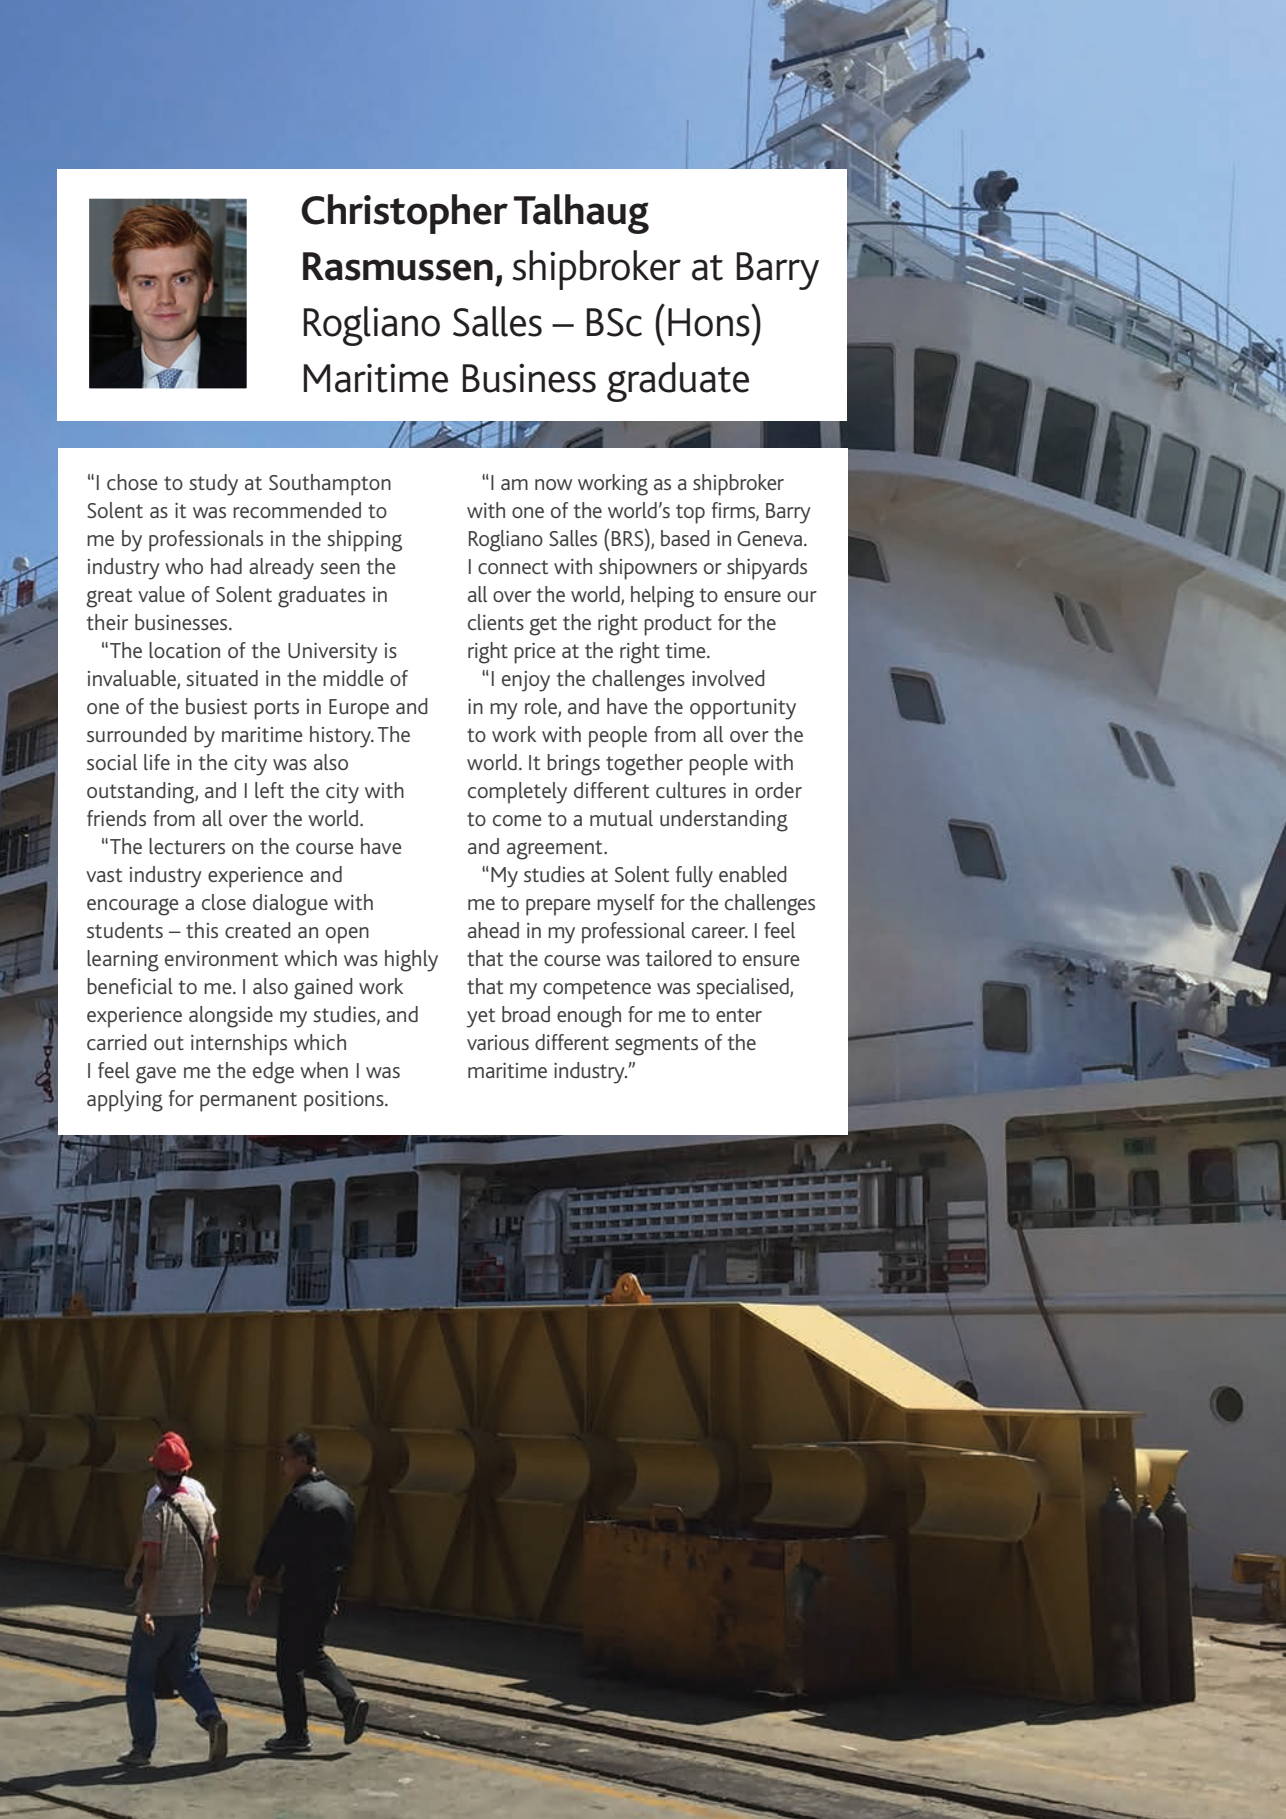 Christopher Talhaug
Rasmussen, shipbroker at Barry
Rogliano Salles – BSc (Hons)
Maritime Business graduate
“I chose to study at Southampton
Solent as it was recommended to
me by professionals in the shipping
industry who had already seen the
great value of Solent graduates in
their businesses.
“The location of the University is
invaluable, situated in the middle of
one of the busiest ports in Europe and
surrounded by maritime history. The
social life in the city was also
outstanding, and I left the city with
friends from all over the world.
“The lecturers on the course have
vast industry experience and
encourage a close dialogue with
students – this created an open
learning environment which was highly
beneficial to me. I also gained work
experience alongside my studies, and
carried out internships which
I feel gave me the edge when I was
applying for permanent positions.
“I am now working as a shipbroker
with one of the world’s top firms, Barry
Rogliano Salles (BRS), based in Geneva.
I connect with shipowners or shipyards
all over the world, helping to ensure our
clients get the right product for the
right price at the right time.
“I enjoy the challenges involved
in my role, and have the opportunity
to work with people from all over the
world. It brings together people with
completely different cultures in order
to come to a mutual understanding
and agreement.
“My studies at Solent fully enabled
me to prepare myself for the challenges
ahead in my professional career. I feel
that the course was tailored to ensure
that my competence was specialised,
yet broad enough for me to enter
various different segments of the
maritime industry.”